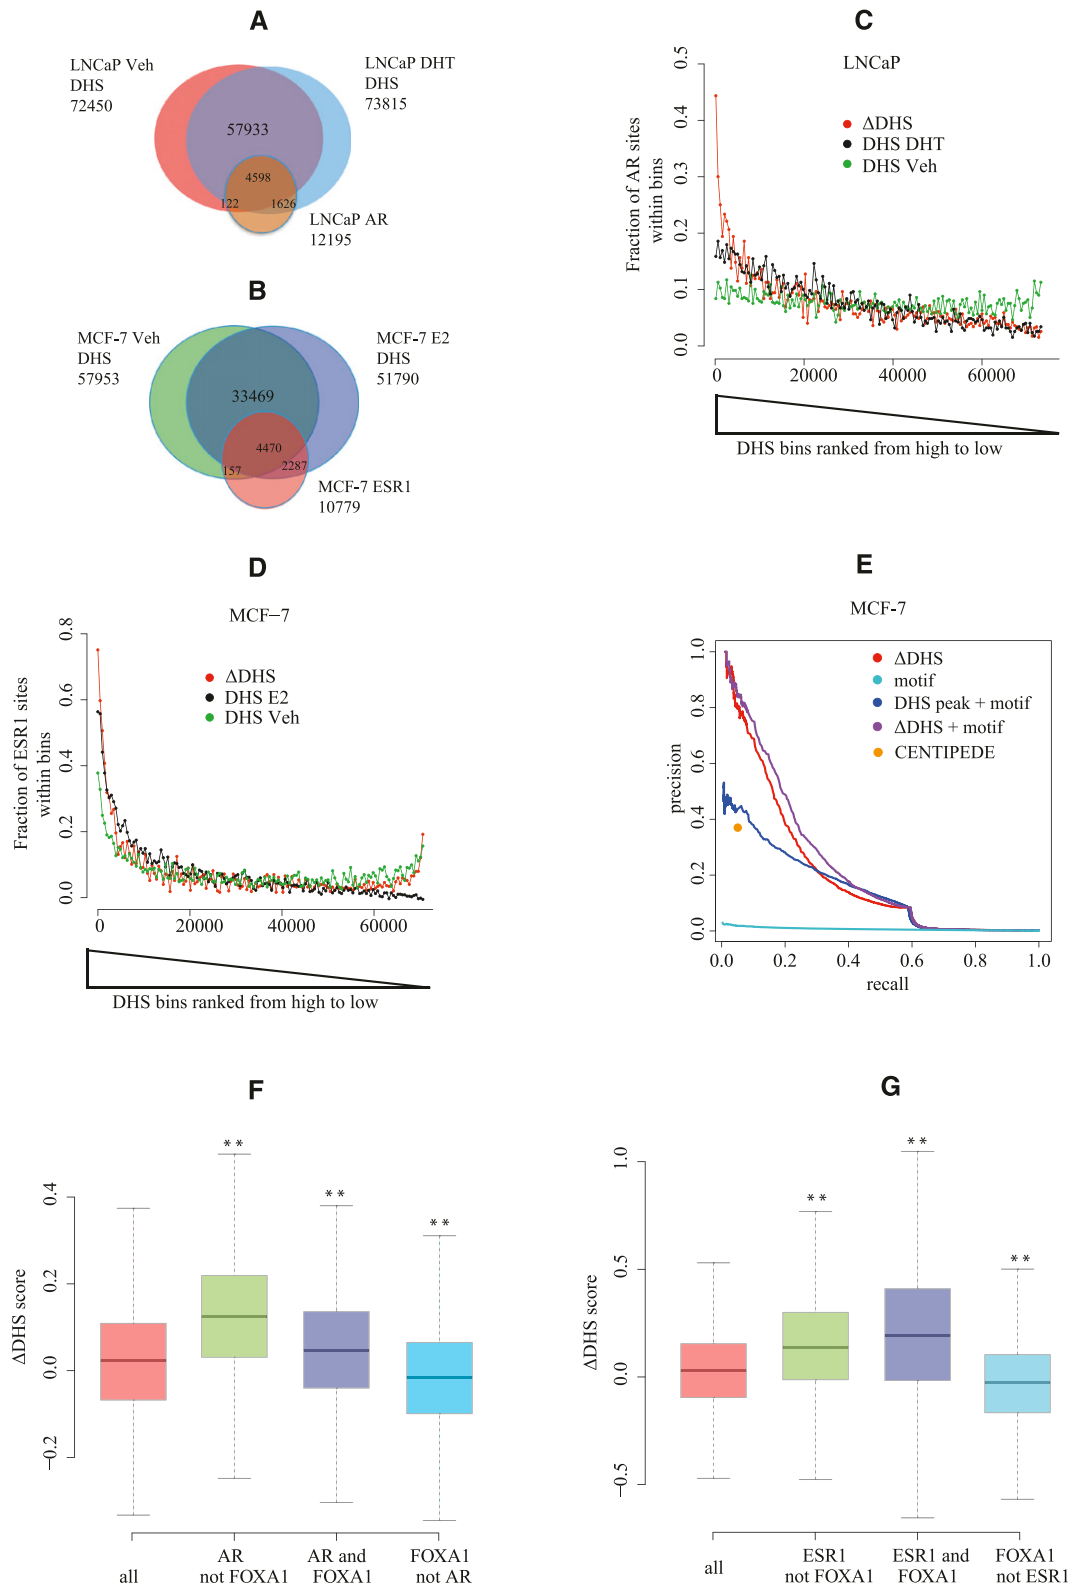 A
LNCaP Veh
DHS
72450
LNCaP DHT
DHS
73815
57933
4598
122
1626
LNCaP AR
12195
B
MCF-7 Veh
DHS
57953
MCF-7 E2
DHS
51790
33469
4470
157
2287
MCF-7 ESR1
10779
C
LNCaP
ΔDHS
DHS DHT
DHS Veh
Fraction of AR sites
within bins
0.5
0.4
0.3
0.2
0.1
0.0
0
20000
40000
60000
DHS bins ranked from high to low
D
MCF−7
ΔDHS
DHS E2
DHS Veh
Fraction of ESR1 sites
within bins
0.8
0.6
0.4
0.2
0.0
0
20000
40000
60000
DHS bins ranked from high to low
E
MCF-7
ΔDHS
motif
DHS peak + motif
ΔDHS + motif
CENTIPEDE
precision
1.0
0.8
0.6
0.4
0.2
0.0
0.0
0.2
0.4
0.6
0.8
1.0
recall
F
ΔDHS score
0.4
0.2
0.0
−0.2
**
**
**
all
AR
not FOXA1
AR and
FOXA1
FOXA1
not AR
G
ΔDHS score
1.0
0.5
0.0
−0.5
**
**
**
all
ESR1
not FOXA1
ESR1 and
FOXA1
FOXA1
not ESR1